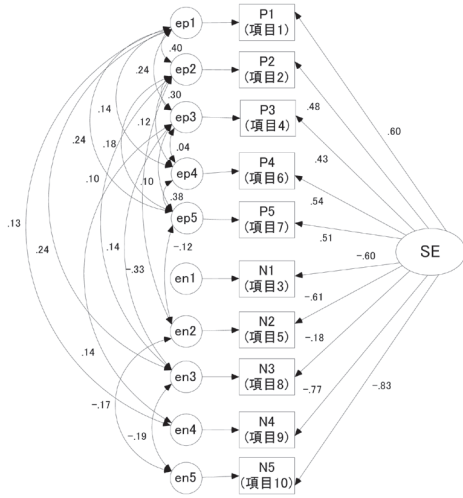 ep1
P1
(項目1)
.40
ep2
P2
(項目2)
.24
.30
.48
.60
ep3
P3
(項目4)
.14
.12
.43
.24
.18
.04
ep4
P4
(項目6)
.54
.10
.10
.38
ep5
P5
(項目7)
.51
.13
.24
.14
-.12
SE
-.33
en1
N1
(項目3)
-.60
-.61
en2
N2
(項目5)
-.18
.14
en3
N3
(項目8)
-.77
-.83
-.17
en4
N4
(項目9)
-.19
en5
N5
(項目10)